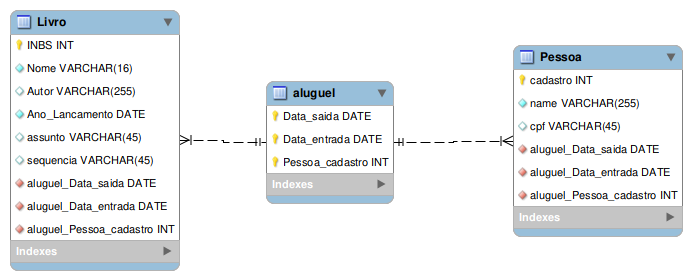 Livro
INBS INT
Nome VARCHAR(16)
Autor VARCHAR(255)
Ano_Lancamento DATE
assunto VARCHAR(45)
sequencia VARCHAR(45)
aluguel_Data_saida DATE
aluguel_Data_entrada DATE
aluguel_Pessoa_cadastro INT
Indexes
aluguel
Data_saida DATE
Data_entrada DATE
Pessoa_cadastro INT
Indexes
Pessoa
cadastro INT
name VARCHAR(255)
cpf VARCHAR(45)
aluguel_Data_saida DATE
aluguel_Data_entrada DATE
aluguel_Pessoa_cadastro INT
Indexes